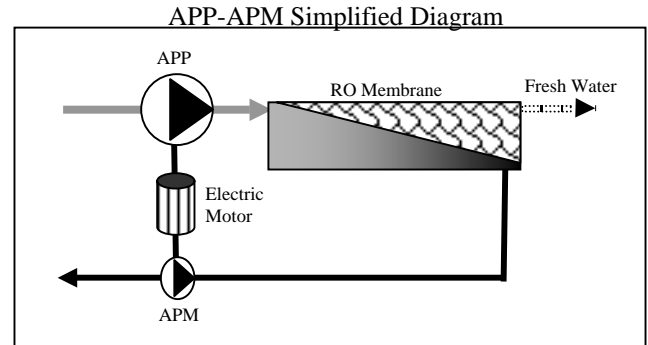 APP-APM Simplified Diagram
APP
RO Membrane
Fresh Water
Electric
Motor
APM